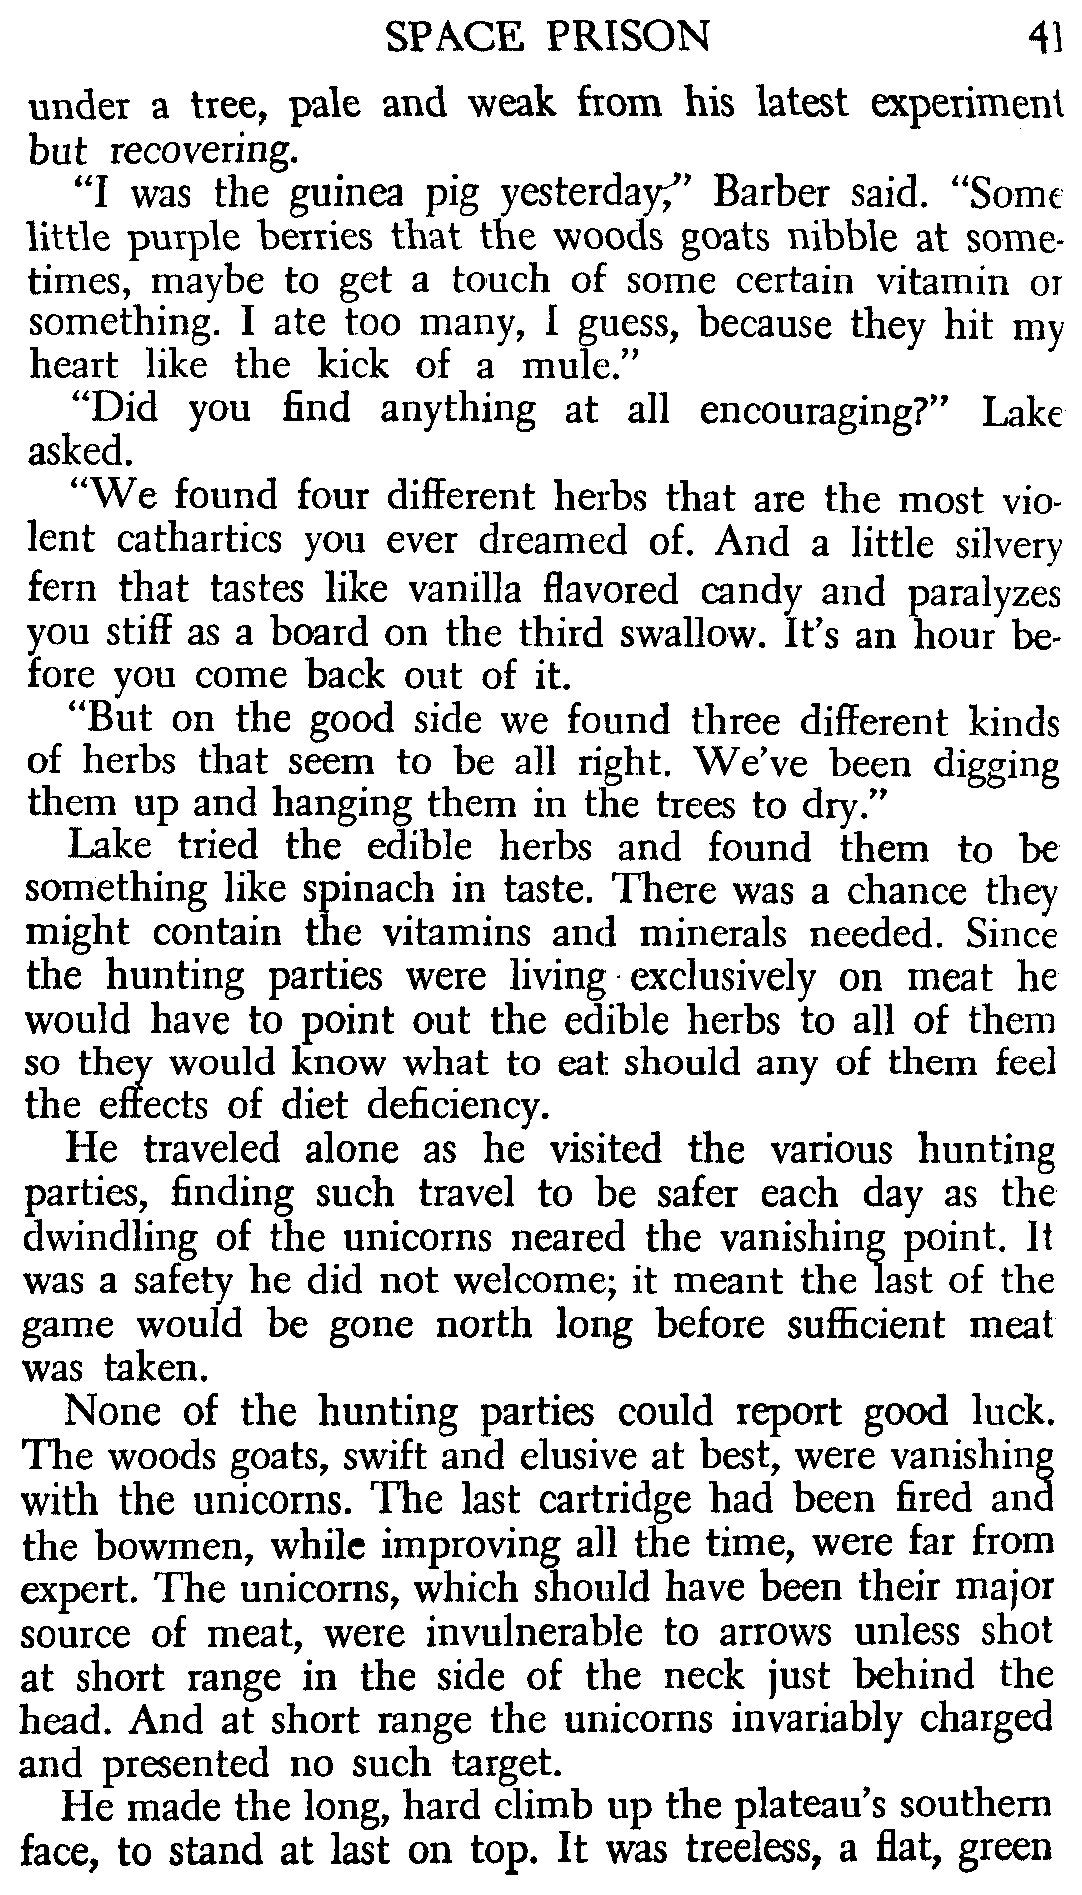 SPACE PRISON 41
under a tree, pale and weak from his latest experiment
but recovering.
"I was the guinea pig yesterday," Barber said. "Some
little purple berries that the woods goats nibble at some-
times, maybe to get a touch of some certain vitamin or
something. I ate too many, I guess, because they hit my
heart like the kick of a mule."
"Did you find anything at all encouraging?" Lake
asked.
"We found four different herbs that are the most vio-
lent cathartics you ever dreamed of. And a little silvery
fern that tastes like vanilla flavored candy and paralyzes
you stiff as a board on the third swallow. It's an hour be-
fore you come back out of it.
"But on the good side we found three different kinds
of herbs that seem to be all right. We've been digging
them up and hanging them in the trees to dry."
Lake tried the edible herbs and found them to be
something like spinach in taste. There was a chance they
might contain the vitamins and minerals needed. Since
the hunting parties were living exclusively on meat he
would have to point out the edible herbs to all of them
so they would know what to eat should any of them feel
the effects of diet deficiency.
He traveled alone as he visited the various hunting
parties, finding such travel to be safer each day as the
dwindling of the unicorns neared the vanishing point. It
was a safety he did not welcome; it meant the last of the
game would be gone north long before sufficient meat
was taken.
None of the hunting parties could report good luck.
The woods goats, swift and elusive at best, were vanishing
with the unicorns. The last cartridge had been fired and
the bowmen, while improving all the time, were far from
expert. The unicorns, which should have been their major
source of meat, were invulnerable to arrows unless shot
at short range in the side of the neck just behind the
head. And at short range the unicorns invariably charged
and presented no such target.
He made the long, hard climb up the plateau's southern
face, to stand at last on top. It was treeless, a flat, green